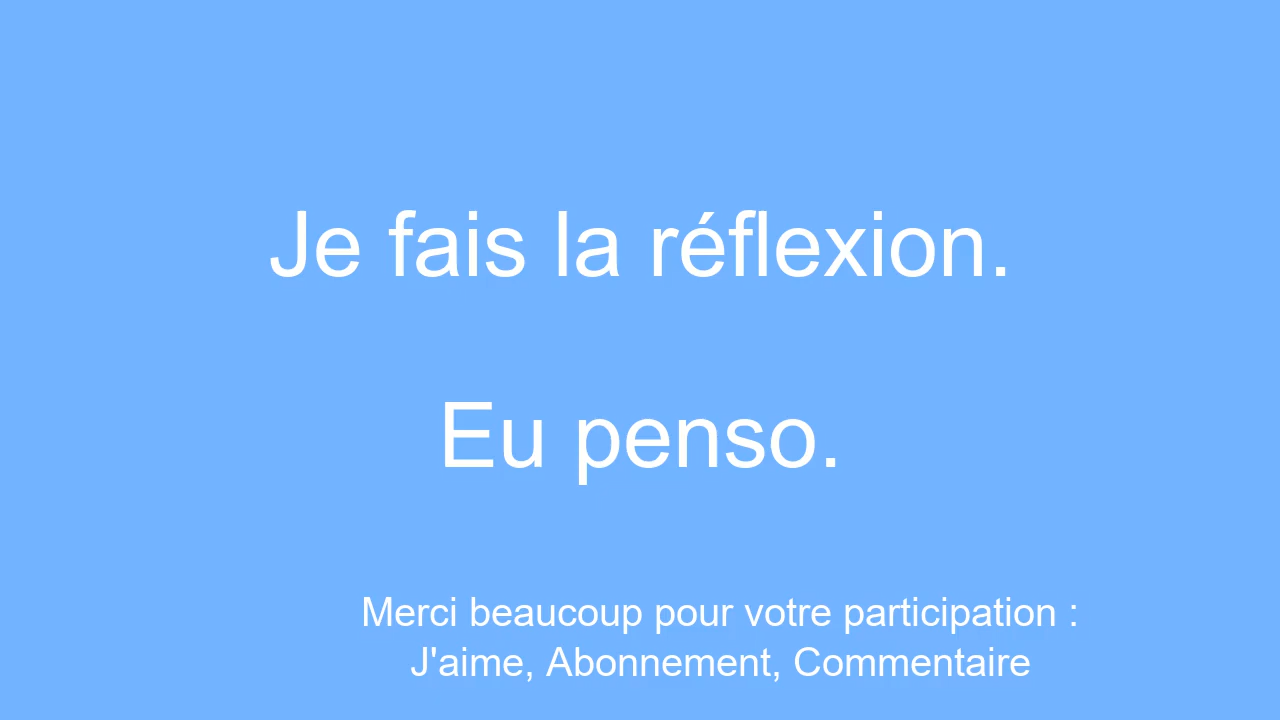 Je fais la réflexion.
Eu penso.
Merci beaucoup pour votre participation :
J'aime, Abonnement, Commentaire